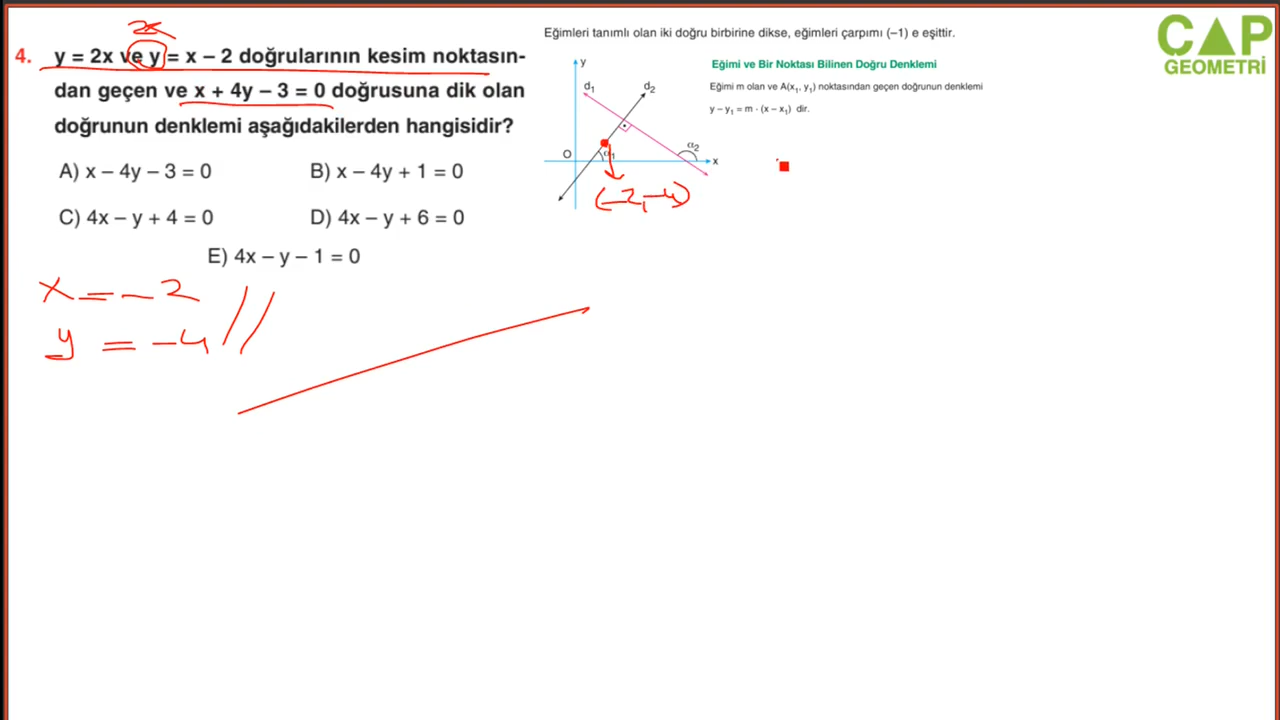 2x
4. y = 2x ve y = x – 2 doğrularının kesim noktasın-
dan geçen ve x + 4y – 3 = 0 doğrusuna dik olan
doğrunun denklemi aşağıdakilerden hangisidir?
A) x – 4y – 3 = 0
B) x – 4y + 1 = 0
C) 4x – y + 4 = 0
D) 4x – y + 6 = 0
E) 4x – y – 1 = 0
x = -2
y = -4
Eğimleri tanımlı olan iki doğru birbirine dikse, eğimleri çarpımı (–1) e eşittir.
y
d₁
d₂
O
α₁
α₂
x
(-2,-4)
Eğimi ve Bir Noktası Bilinen Doğru Denklemi
Eğimi m olan ve A(x₁, y₁) noktasından geçen doğrunun denklemi
y – y₁ = m · (x – x₁) dir.
CAP
GEOMETRİ